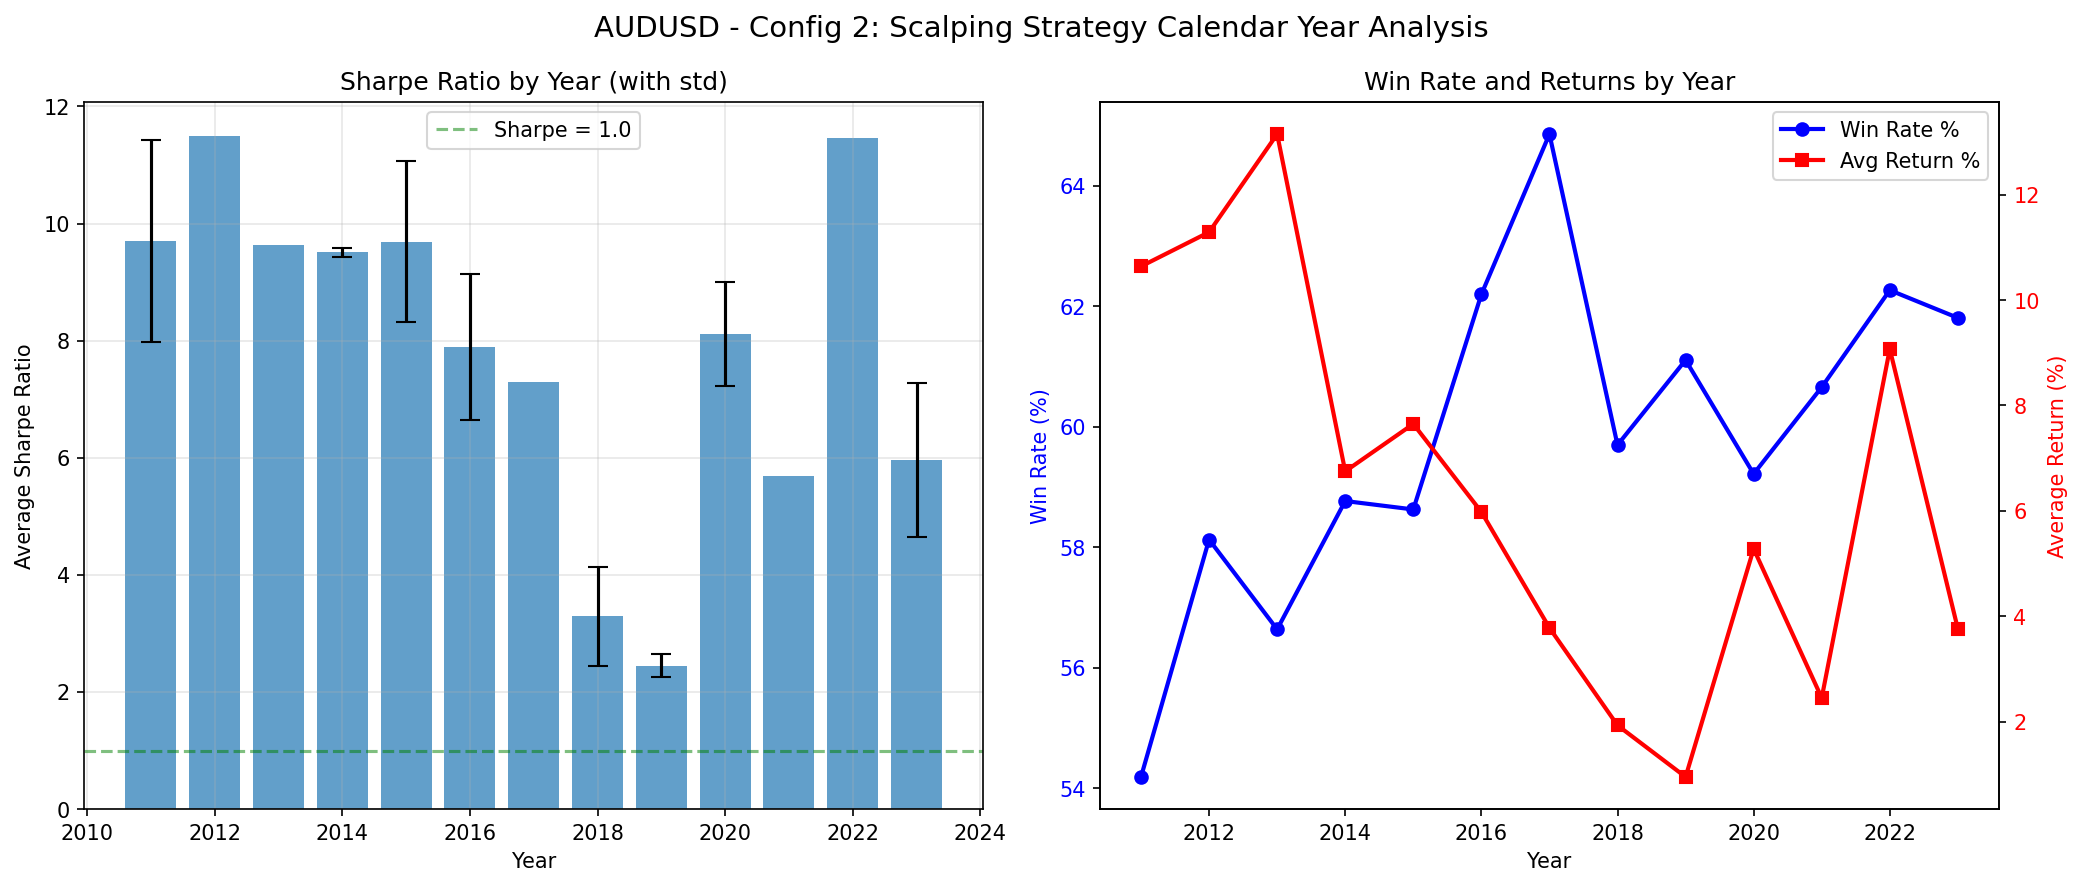 AUDUSD - Config 2: Scalping Strategy Calendar Year Analysis
Sharpe Ratio by Year (with std)
Sharpe = 1.0
Average Sharpe Ratio
12
10
8
6
4
2
0
2010 2012 2014 2016 2018 2020 2022 2024
Year
Win Rate and Returns by Year
Win Rate %
Avg Return %
Win Rate (%)
64
62
60
58
56
54
12
10
8
6
4
2
Average Return (%)
2012 2014 2016 2018 2020 2022
Year